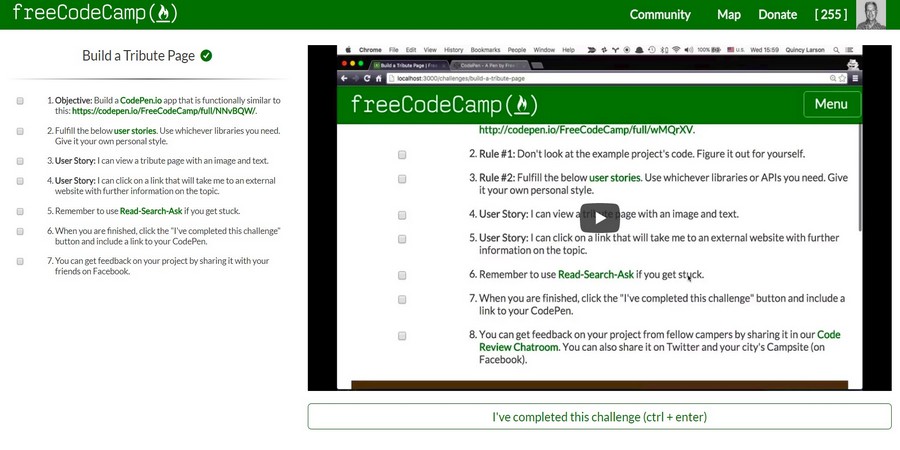 freeCodeCamp
Community Map Donate [ 255 ]
Build a Tribute Page
1. Objective: Build a CodePen.io app that is functionally similar to
this: https://codepen.io/FreeCodeCamp/full/NNvBQW/.
2. Fulfill the below user stories. Use whichever libraries you need.
Give it your own personal style.
3. User Story: I can view a tribute page with an image and text.
4. User Story: I can click on a link that will take me to an external
website with further information on the topic.
5. Remember to use Read-Search-Ask if you get stuck.
6. When you are finished, click the "I've completed this challenge"
button and include a link to your CodePen.
7. You can get feedback on your project by sharing it with your
friends on Facebook.
Chrome File Edit View History Bookmarks People Window Help 100% U.S. Wed 15:59 Quincy Larson
Build a Tribute Page | Free CodePen - A Pen by Free
localhost:3000/challenges/build-a-tribute-page
freeCodeCamp
Menu
http://codepen.io/FreeCodeCamp/full/wMQrXV.
2. Rule #1: Don't look at the example project's code. Figure it out for yourself.
3. Rule #2: Fulfill the below user stories. Use whichever libraries or APIs you need. Give
it your own personal style.
4. User Story: I can view a tribute page with an image and text.
5. User Story: I can click on a link that will take me to an external website with further
information on the topic.
6. Remember to use Read-Search-Ask if you get stuck.
7. When you are finished, click the "I've completed this challenge" button and include a
link to your CodePen.
8. You can get feedback on your project from fellow campers by sharing it in our Code
Review Chatroom. You can also share it on Twitter and your city's Campsite (on
Facebook).
I've completed this challenge (ctrl + enter)